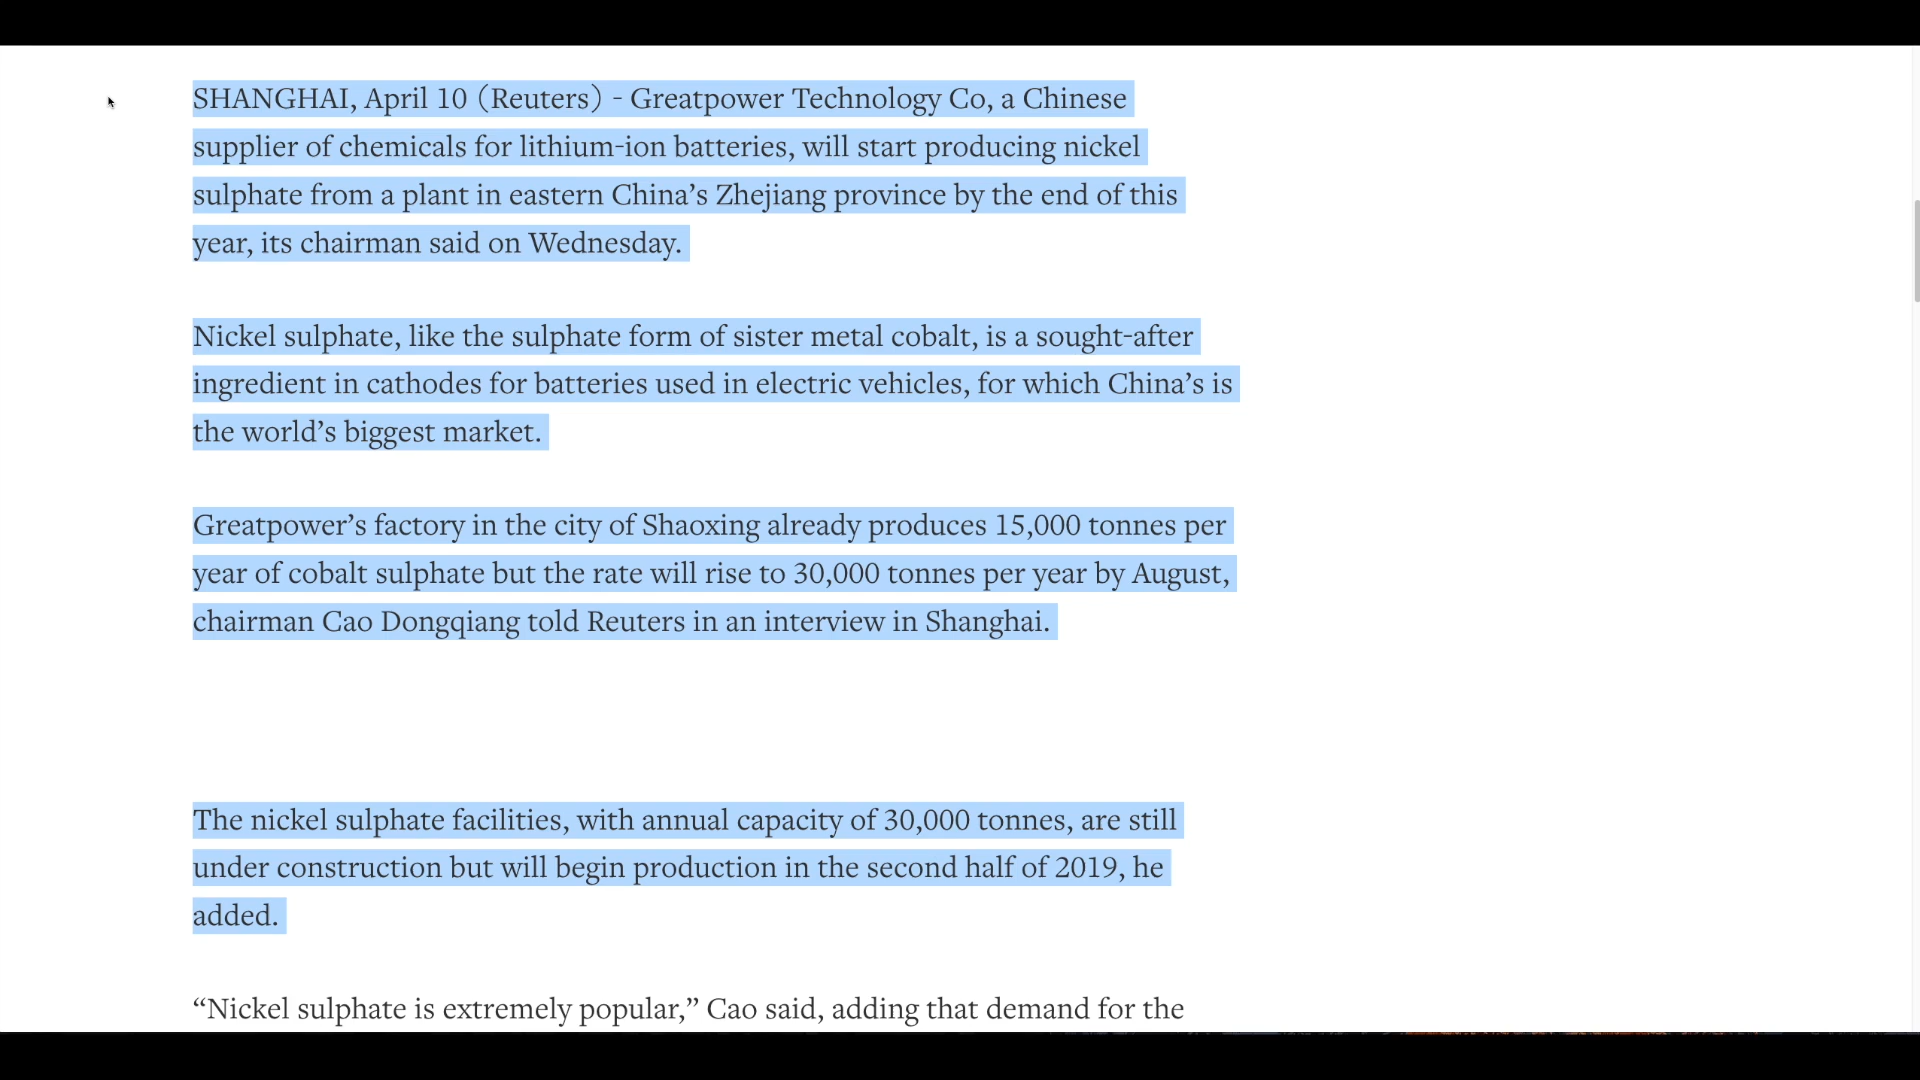 SHANGHAI, April 10 (Reuters) - Greatpower Technology Co, a Chinese
supplier of chemicals for lithium-ion batteries, will start producing nickel
sulphate from a plant in eastern China’s Zhejiang province by the end of this
year, its chairman said on Wednesday.
Nickel sulphate, like the sulphate form of sister metal cobalt, is a sought-after
ingredient in cathodes for batteries used in electric vehicles, for which China’s is
the world’s biggest market.
Greatpower’s factory in the city of Shaoxing already produces 15,000 tonnes per
year of cobalt sulphate but the rate will rise to 30,000 tonnes per year by August,
chairman Cao Dongqiang told Reuters in an interview in Shanghai.
The nickel sulphate facilities, with annual capacity of 30,000 tonnes, are still
under construction but will begin production in the second half of 2019, he
added.
“Nickel sulphate is extremely popular,” Cao said, adding that demand for the